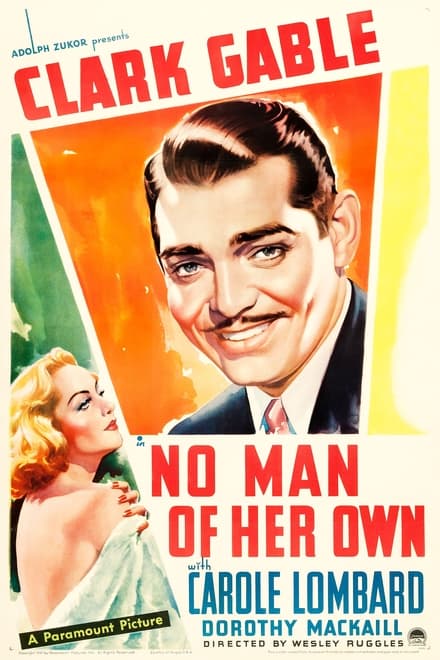 ADOLPH ZUKOR presents
CLARK GABLE
in
NO MAN
OF HER OWN
with
CAROLE LOMBARD
DOROTHY MACKAILL
DIRECTED BY WESLEY RUGGLES
A Paramount Picture